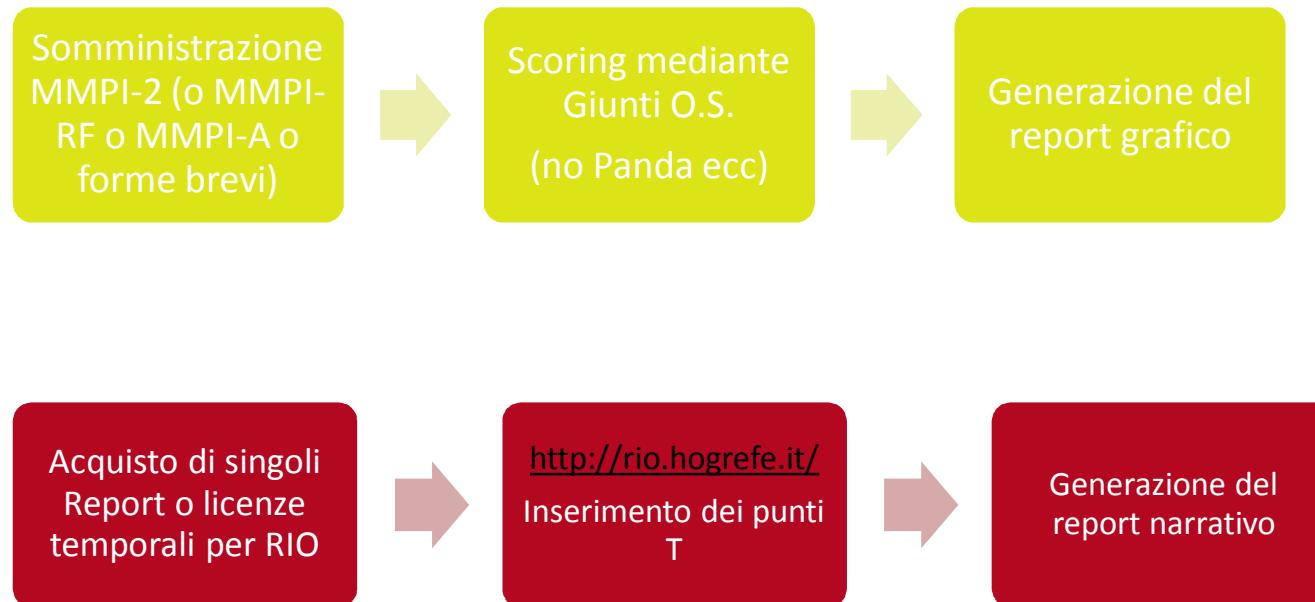 Somministrazione
MMPI-2 (o MMPI-
RF o MMPI-A o
forme brevi)
Scoring mediante
Giunti O.S.
(no Panda ecc)
Generazione del
report grafico
Acquisto di singoli
Report o licenze
temporali per RIO
http://rio.hogrefe.it/
Inserimento dei punti
T
Generazione del
report narrativo